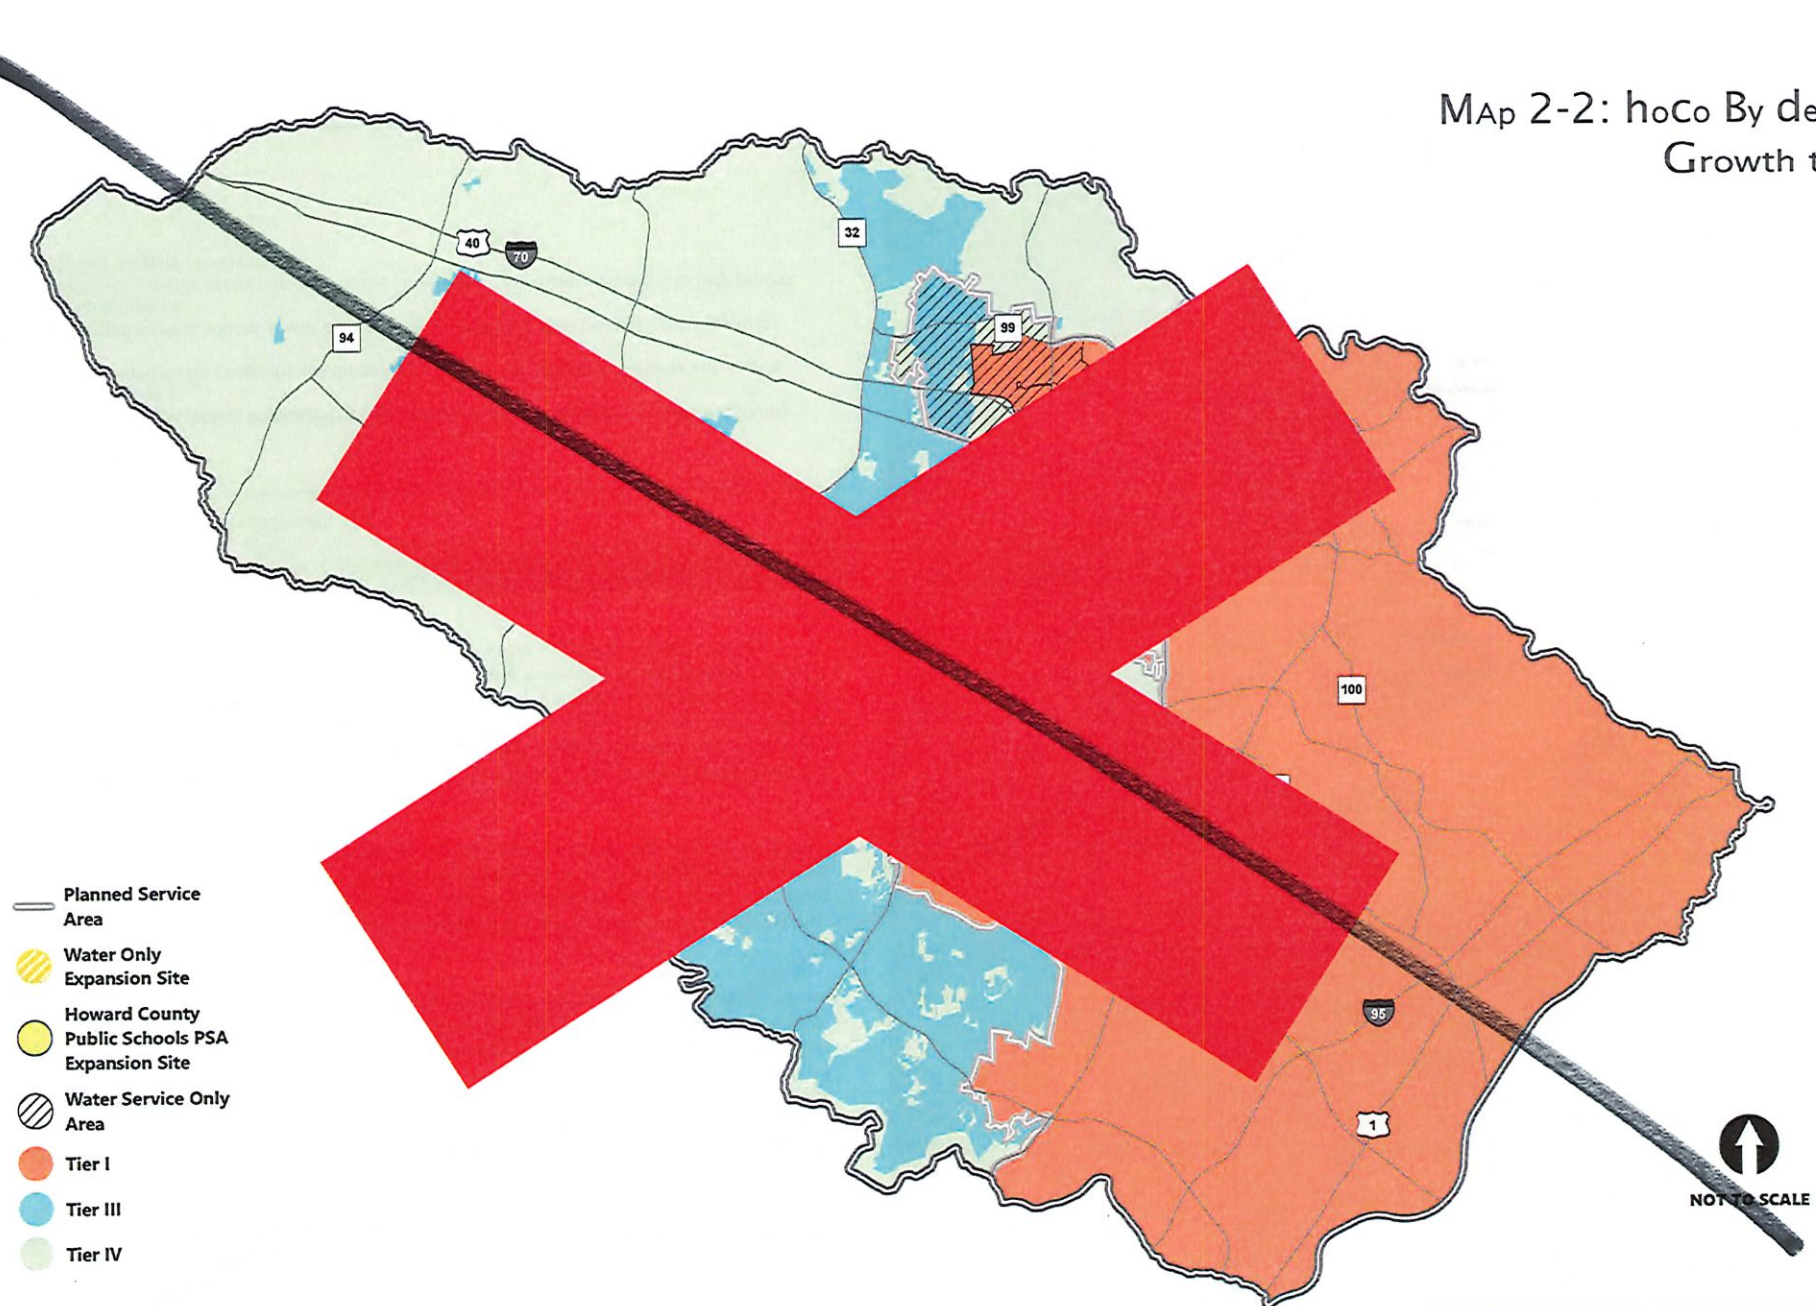 MAp 2-2: hoCo By de
Growth t
32
40
70
99
94
100
95
1
Planned Service
Area
Water Only
Expansion Site
Howard County
Public Schools PSA
Expansion Site
Water Service Only
Area
Tier I
Tier III
Tier IV
NOT TO SCALE